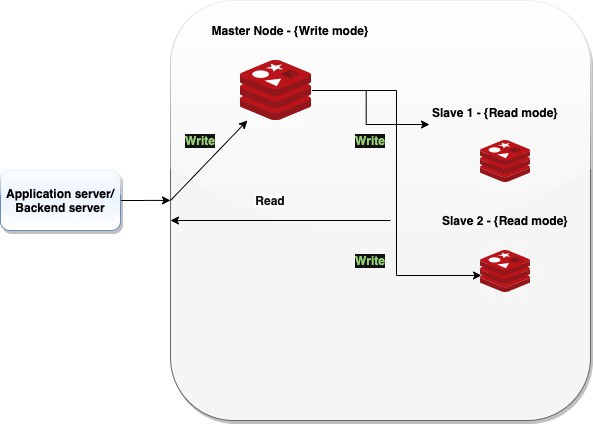 Master Node - {Write mode}
Slave 1 - {Read mode}
Write
Write
Application server/
Backend server
Read
Slave 2 - {Read mode}
Write